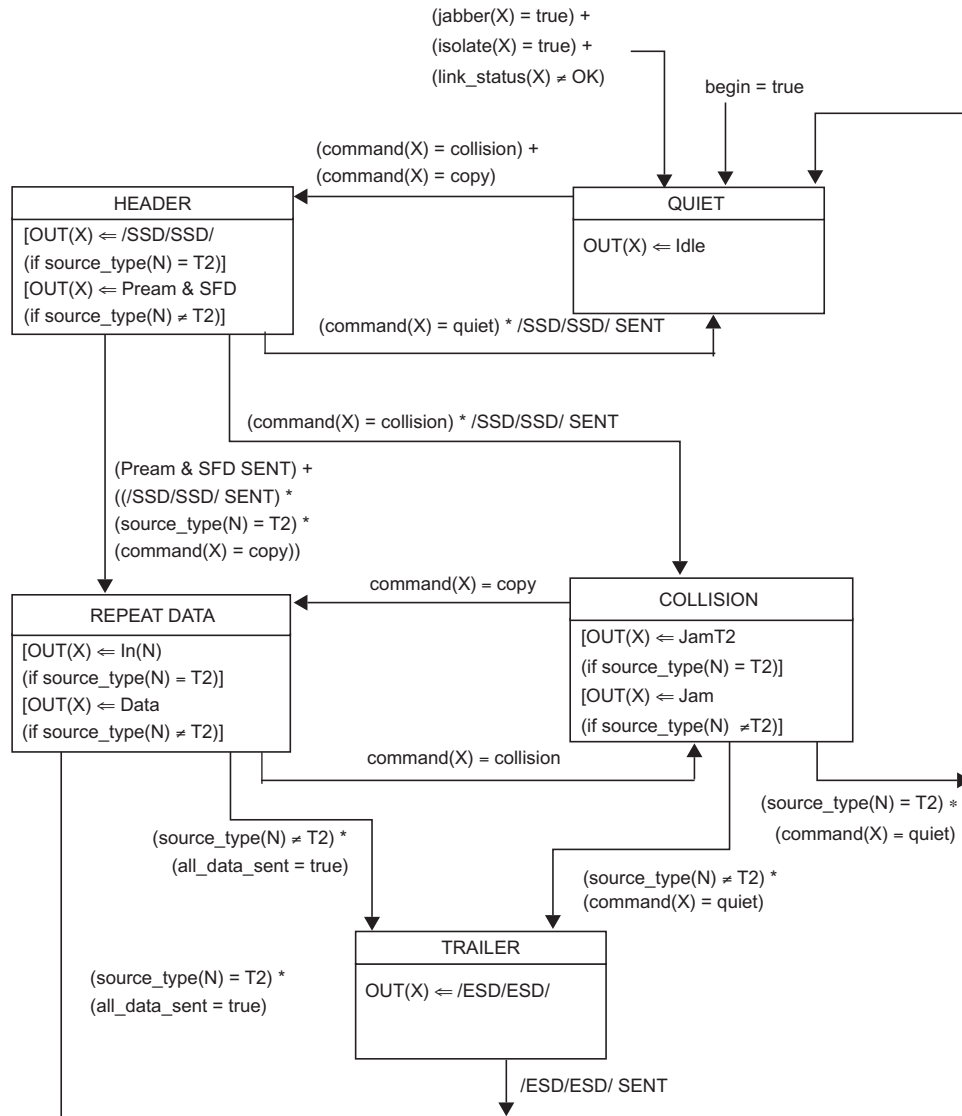 (jabber(X) = true) +
(isolate(X) = true) +
(link_status(X) ≠ OK)
begin = true
(command(X) = collision) +
(command(X) = copy)
HEADER
[OUT(X) ⇐ /SSD/SSD/
(if source_type(N) = T2)]
[OUT(X) ⇐ Pream & SFD
(if source_type(N) ≠ T2)]
QUIET
OUT(X) ⇐ Idle
(command(X) = quiet) * /SSD/SSD/ SENT
(command(X) = collision) * /SSD/SSD/ SENT
(Pream & SFD SENT) +
((/SSD/SSD/ SENT) *
(source_type(N) = T2) *
(command(X) = copy))
command(X) = copy
REPEAT DATA
[OUT(X) ⇐ In(N)
(if source_type(N) = T2)]
[OUT(X) ⇐ Data
(if source_type(N) ≠ T2)]
COLLISION
[OUT(X) ⇐ JamT2
(if source_type(N) = T2)]
[OUT(X) ⇐ Jam
(if source_type(N) ≠T2)]
command(X) = collision
(source_type(N) = T2) *
(command(X) = quiet)
(source_type(N) ≠ T2) *
(all_data_sent = true)
(source_type(N) ≠ T2) *
(command(X) = quiet)
TRAILER
OUT(X) ⇐ /ESD/ESD/
(source_type(N) = T2) *
(all_data_sent = true)
/ESD/ESD/ SENT